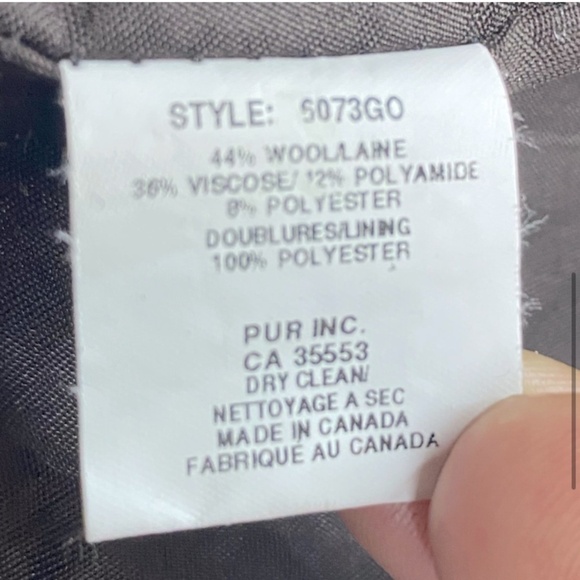 STYLE: 5073GO
44% WOOL/LAINE
36% VISCOSE/ 12% POLYAMIDE
8% POLYESTER
DOUBLURES/LINING
100% POLYESTER
PUR INC.
CA 35553
DRY CLEAN/
NETTOYAGE A SEC
MADE IN CANADA
FABRIQUÉ AU CANADA